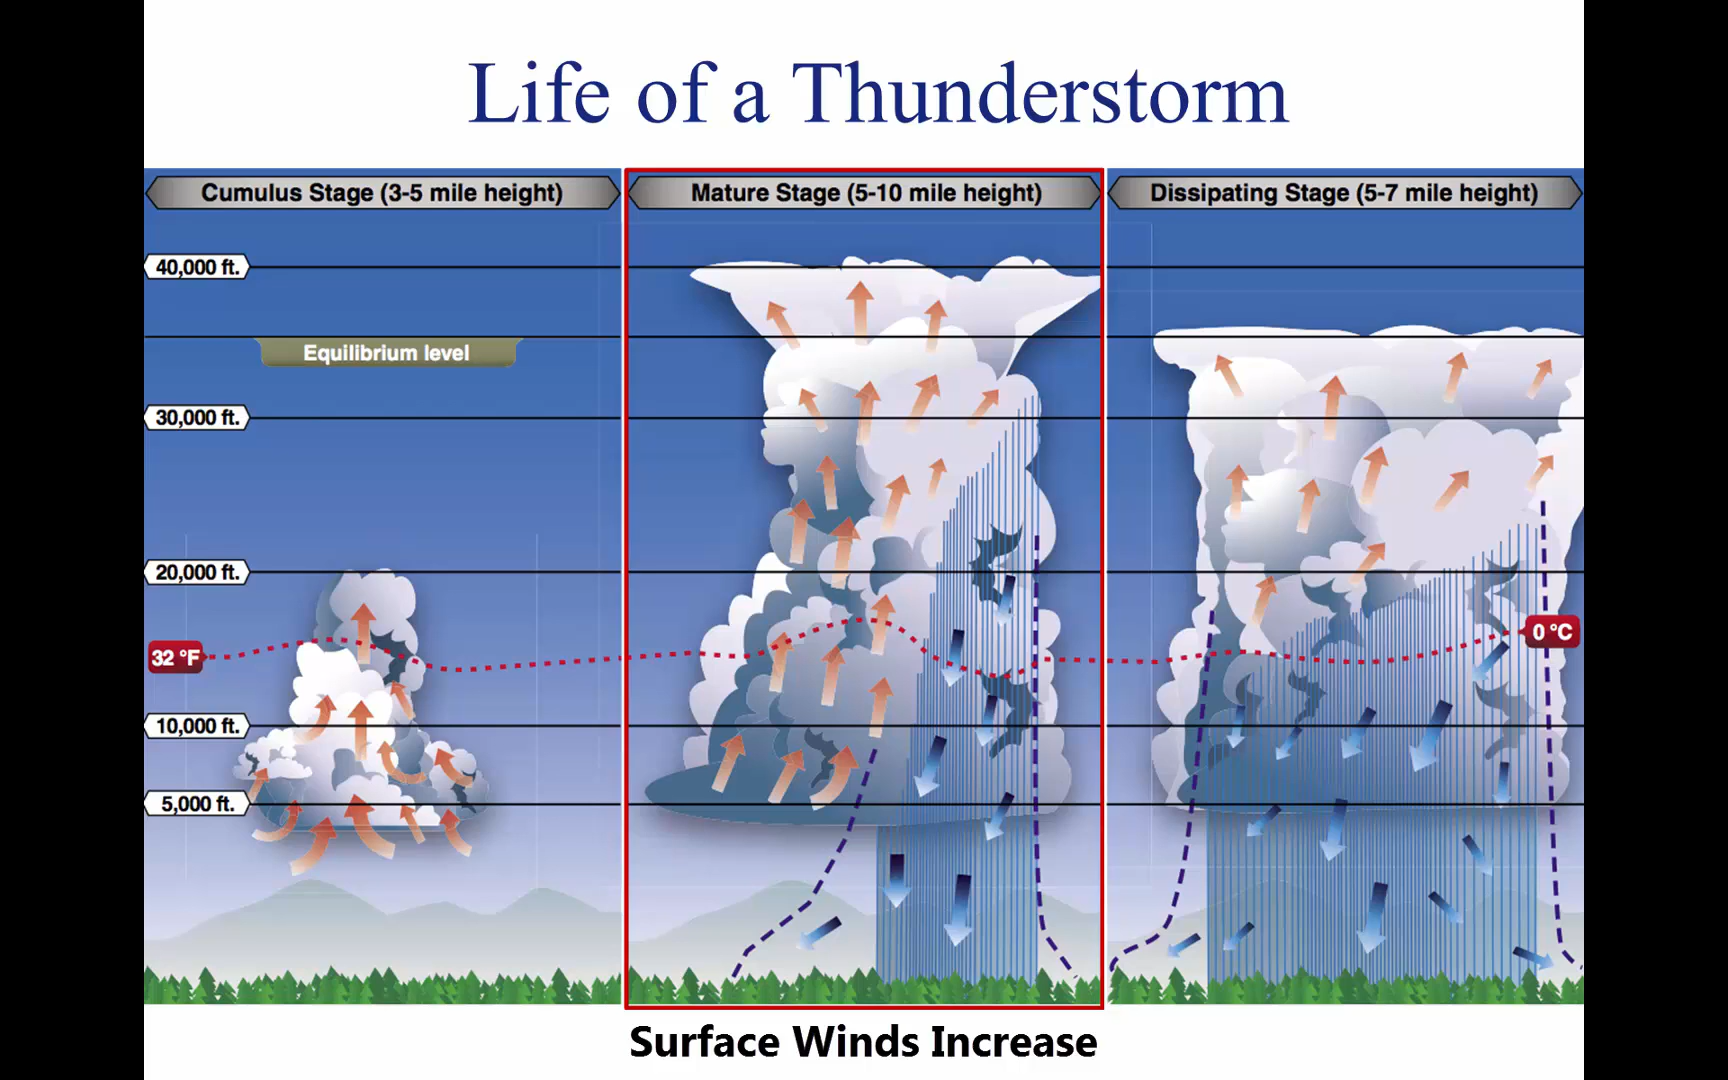 Life of a Thunderstorm
Cumulus Stage (3-5 mile height)
Mature Stage (5-10 mile height)
Dissipating Stage (5-7 mile height)
40,000 ft.
Equilibrium level
30,000 ft.
20,000 ft.
0 °C
32 °F
10,000 ft.
5,000 ft.
Surface Winds Increase